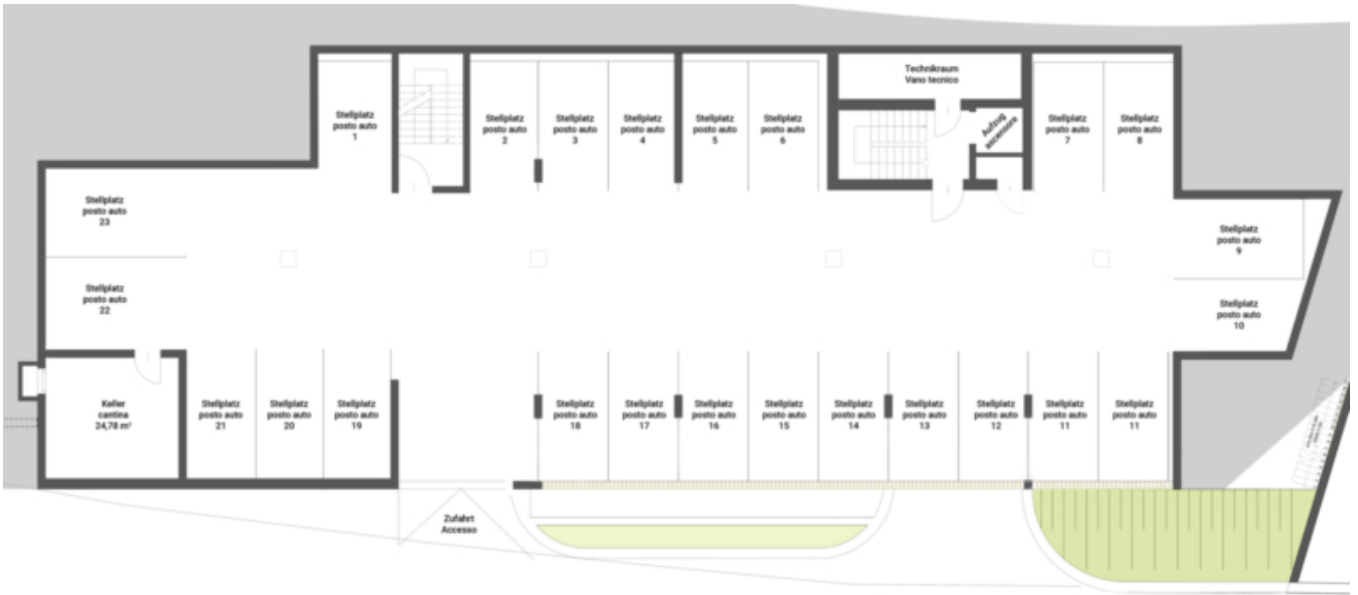 Stellplatz
posto auto
1
Stellplatz
posto auto
2
Stellplatz
posto auto
3
Stellplatz
posto auto
4
Stellplatz
posto auto
5
Stellplatz
posto auto
6
Technikraum
Vano tecnico
Aufzug
ascensore
Stellplatz
posto auto
7
Stellplatz
posto auto
8
Stellplatz
posto auto
23
Stellplatz
posto auto
9
Stellplatz
posto auto
22
Stellplatz
posto auto
10
Keller
cantina
24,78 m²
Stellplatz
posto auto
21
Stellplatz
posto auto
20
Stellplatz
posto auto
19
Stellplatz
posto auto
18
Stellplatz
posto auto
17
Stellplatz
posto auto
16
Stellplatz
posto auto
15
Stellplatz
posto auto
14
Stellplatz
posto auto
13
Stellplatz
posto auto
12
Stellplatz
posto auto
11
Stellplatz
posto auto
11
Zufahrt
Accesso